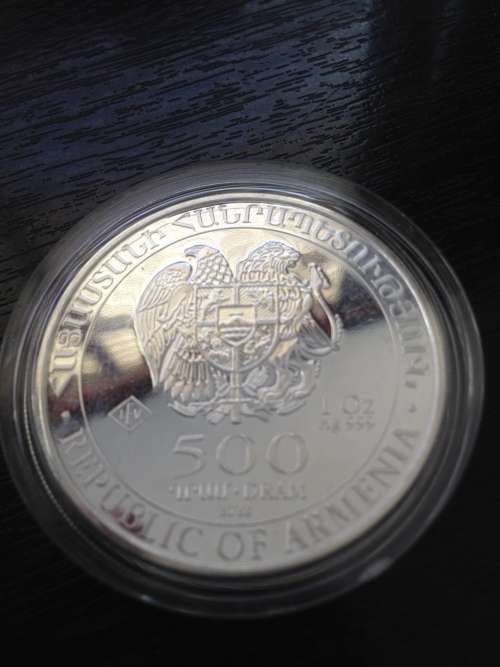 ՀԱՅԱՍՏԱՆԻ ՀԱՆՐԱՊԵՏՈՒԹՅՈՒՆ
1 Oz
Ag 999
500
ԴՐԱՄ·DRAM
REPUBLIC OF ARMENIA